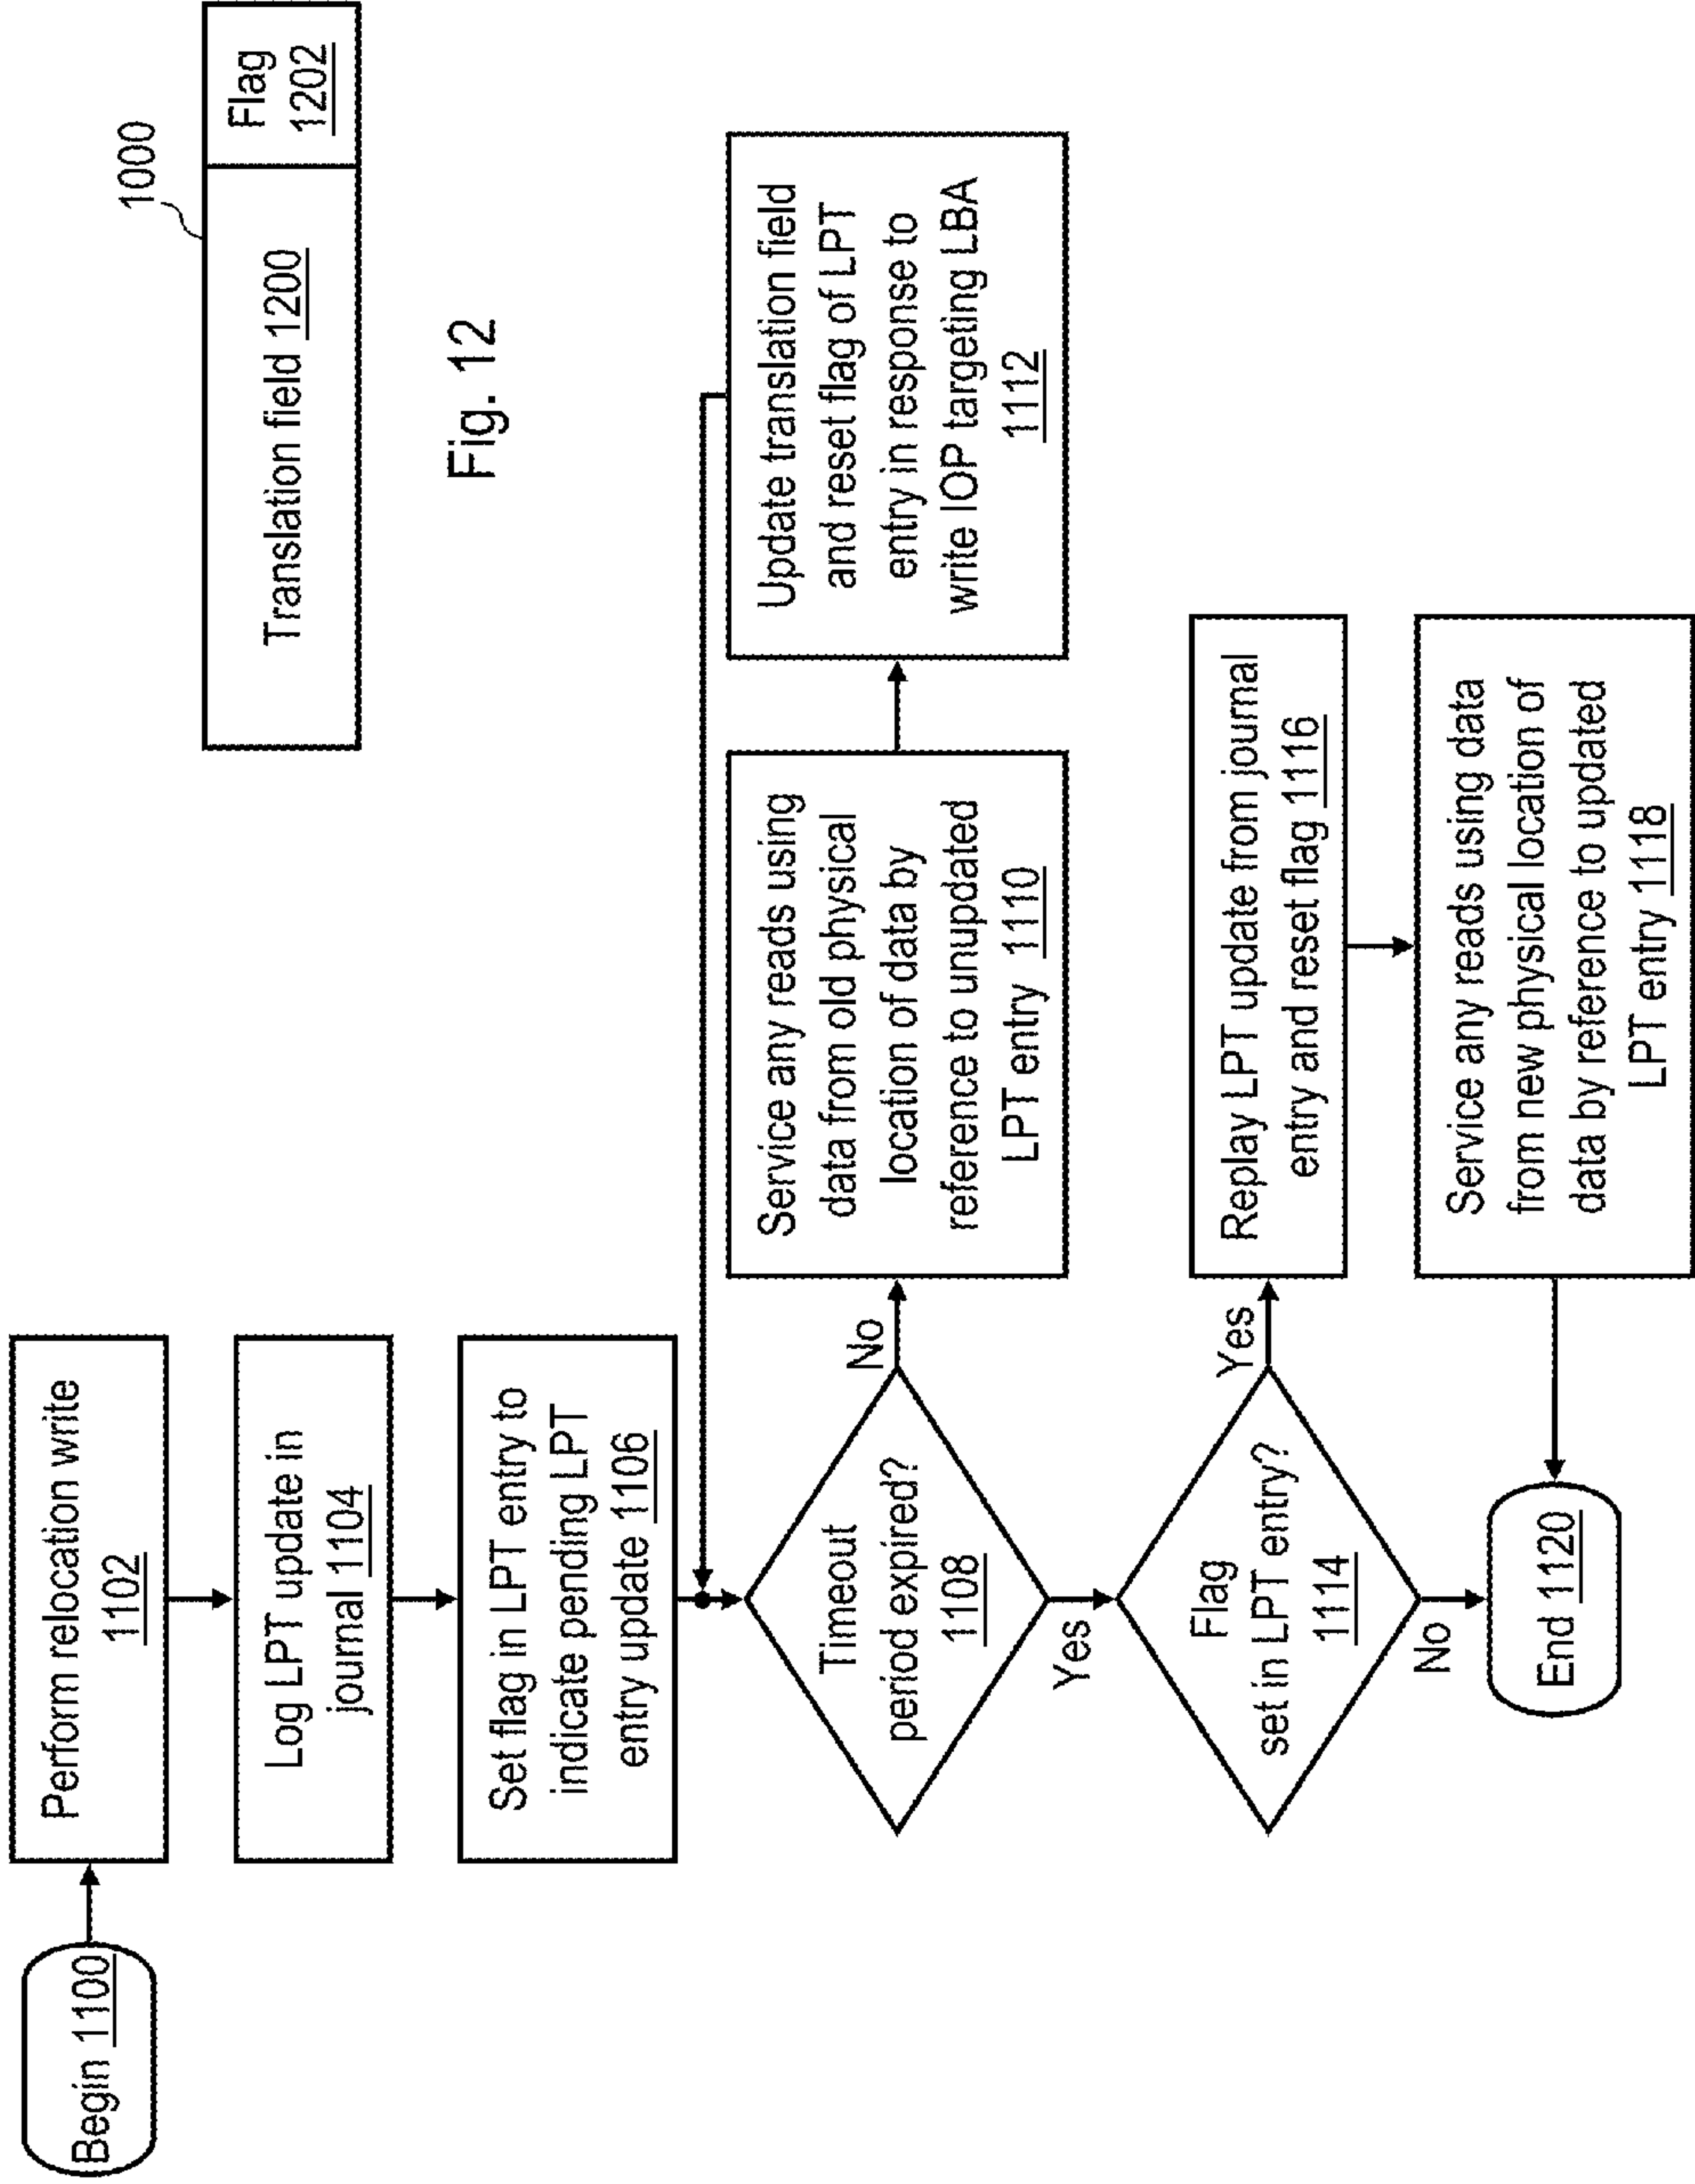 Begin 1100
Perform relocation write
1102
Log LPT update in
journal 1104
Set flag in LPT entry to
indicate pending LPT
entry update 1106
Timeout
period expired?
1108
No
Yes
Service any reads using
data from old physical
location of data by
reference to unupdated
LPT entry 1110
Update translation field
and reset flag of LPT
entry in response to
write IOP targeting LBA
1112
Flag
set in LPT entry?
1114
Yes
No
Replay LPT update from journal
entry and reset flag 1116
Service any reads using data
from new physical location of
data by reference to updated
LPT entry 1118
End 1120
1000
Translation field 1200
Flag
1202
Fig. 12